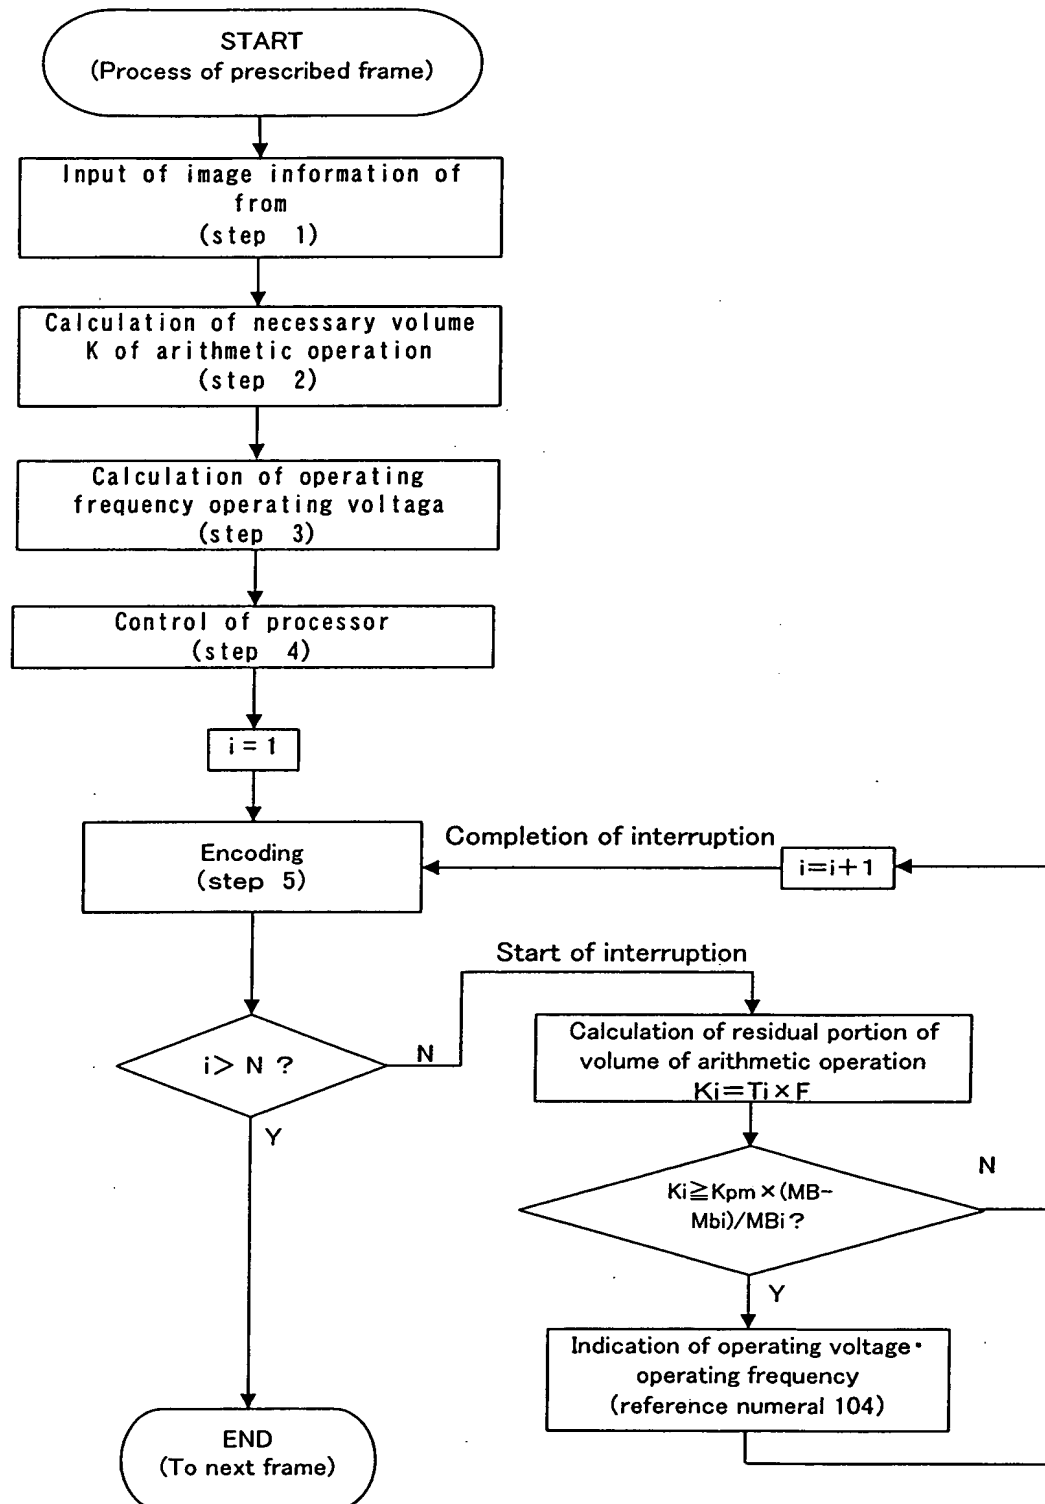 START
(Process of prescribed frame)
Input of image information of
from
(step 1)
Calculation of necessary volume
K of arithmetic operation
(step 2)
Calculation of operating
frequency operating voltaga
(step 3)
Control of processor
(step 4)
i = 1
Encoding
(step 5)
Completion of interruption
i=i+1
Start of interruption
i> N ?
N
Y
Calculation of residual portion of
volume of arithmetic operation
Ki=Ti×F
Ki≧Kpm×(MB-
Mbi)/MBi?
N
Y
Indication of operating voltage・
operating frequency
(reference numeral 104)
END
(To next frame)